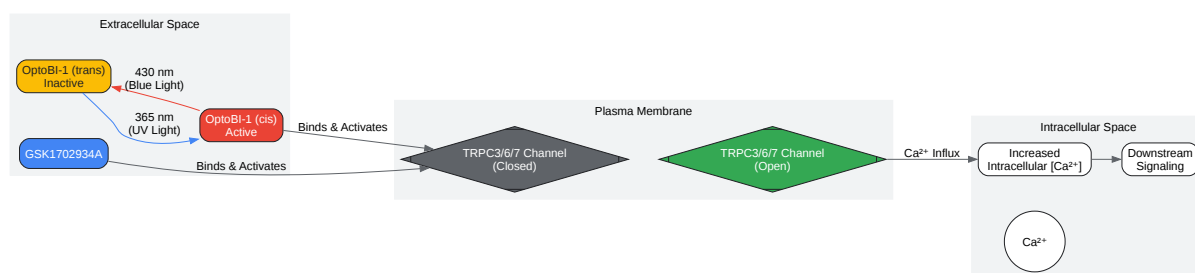 Extracellular Space
OptoBI-1 (trans)
Inactive
430 nm
(Blue Light)
365 nm
(UV Light)
OptoBI-1 (cis)
Active
GSK1702934A
Binds & Activates
Binds & Activates
Plasma Membrane
TRPC3/6/7 Channel
(Closed)
TRPC3/6/7 Channel
(Open)
Ca²⁺ Influx
Intracellular Space
Increased
Intracellular [Ca²⁺]
Downstream
Signaling
Ca²⁺